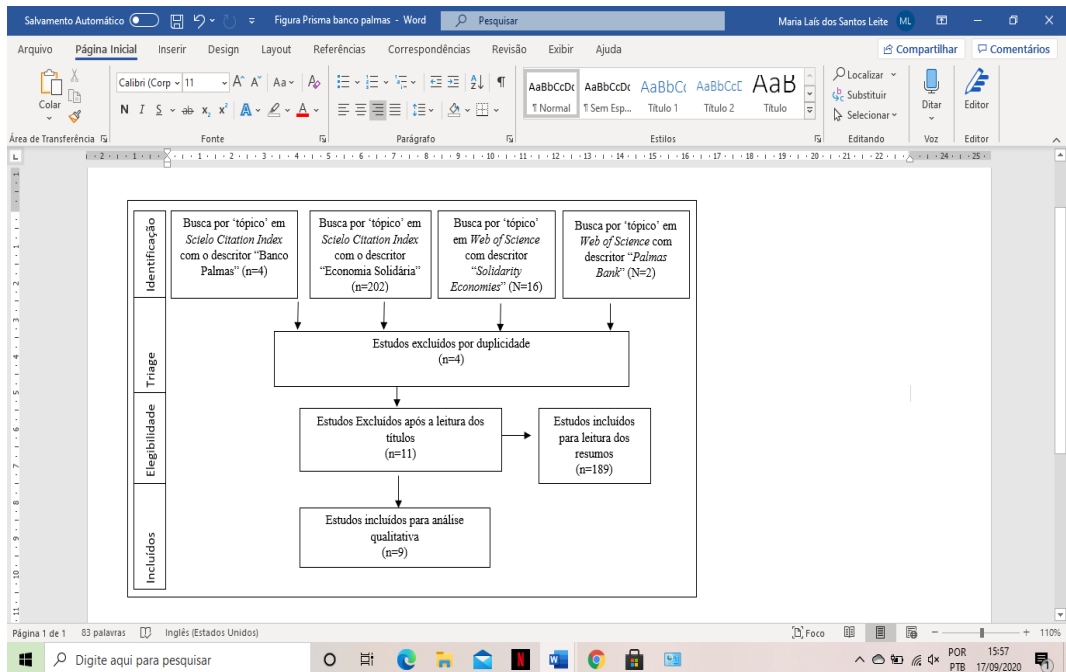 Salvamento Automático
Figura Prisma banco palmas - Word
Pesquisar
Maria Laís dos Santos Leite
ML
Arquivo
Página Inicial
Inserir
Design
Layout
Referências
Correspondências
Revisão
Exibir
Ajuda
Compartilhar
Comentários
Colar
Calibri (Corp
11
N I S ab x₂ x² A A
Aa
AaBbCcDc
AaBbCcDc
AaBbCc
AaBbCcE
AaB
¶ Normal
¶ Sem Esp...
Título 1
Título 2
Título
Localizar
Substituir
Selecionar
Ditar
Editor
Área de Transferência
Fonte
Parágrafo
Estilos
Editando
Voz
Editor
Identificação
Busca por ‘tópico’ em
Scielo Citation Index
com o descritor “Banco
Palmas” (n=4)
Busca por ‘tópico’ em
Scielo Citation Index
com o descritor
“Economia Solidária”
(n=202)
Busca por ‘tópico’
em Web of Science
com descritor
“Solidarity
Economies” (N=16)
Busca por ‘tópico’ em
Web of Science com
descritor “Palmas
Bank” (N=2)
Triage
Estudos excluídos por duplicidade
(n=4)
Elegibilidade
Estudos Excluídos após a leitura dos
títulos
(n=11)
Estudos incluídos
para leitura dos
resumos
(n=189)
Incluídos
Estudos incluídos para análise
qualitativa
(n=9)
Página 1 de 1
83 palavras
Inglês (Estados Unidos)
Foco
110%
Digite aqui para pesquisar
POR
PTB
15:57
17/09/2020